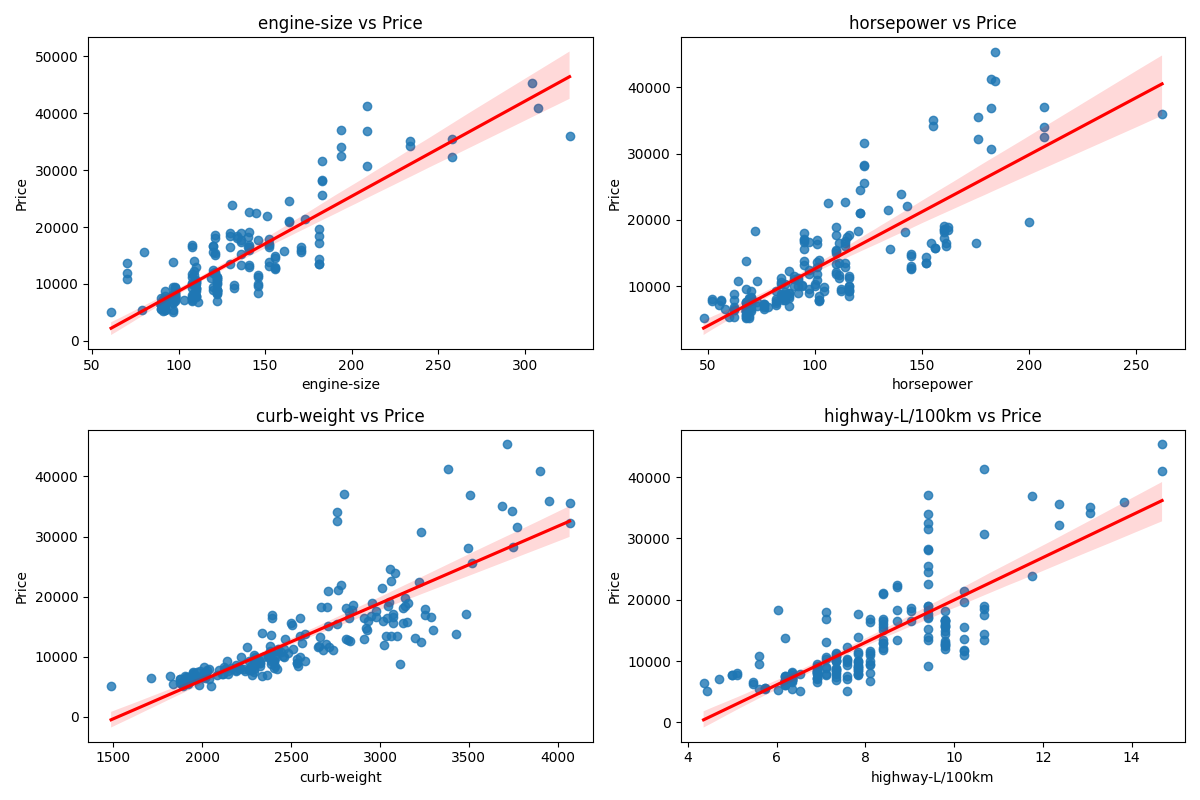 engine-size vs Price
50000
40000
30000
20000
10000
0
Price
50 100 150 200 250 300
engine-size
horsepower vs Price
40000
30000
20000
10000
Price
50 100 150 200 250
horsepower
curb-weight vs Price
40000
30000
20000
10000
0
Price
1500 2000 2500 3000 3500 4000
curb-weight
highway-L/100km vs Price
40000
30000
20000
10000
0
Price
4 6 8 10 12 14
highway-L/100km